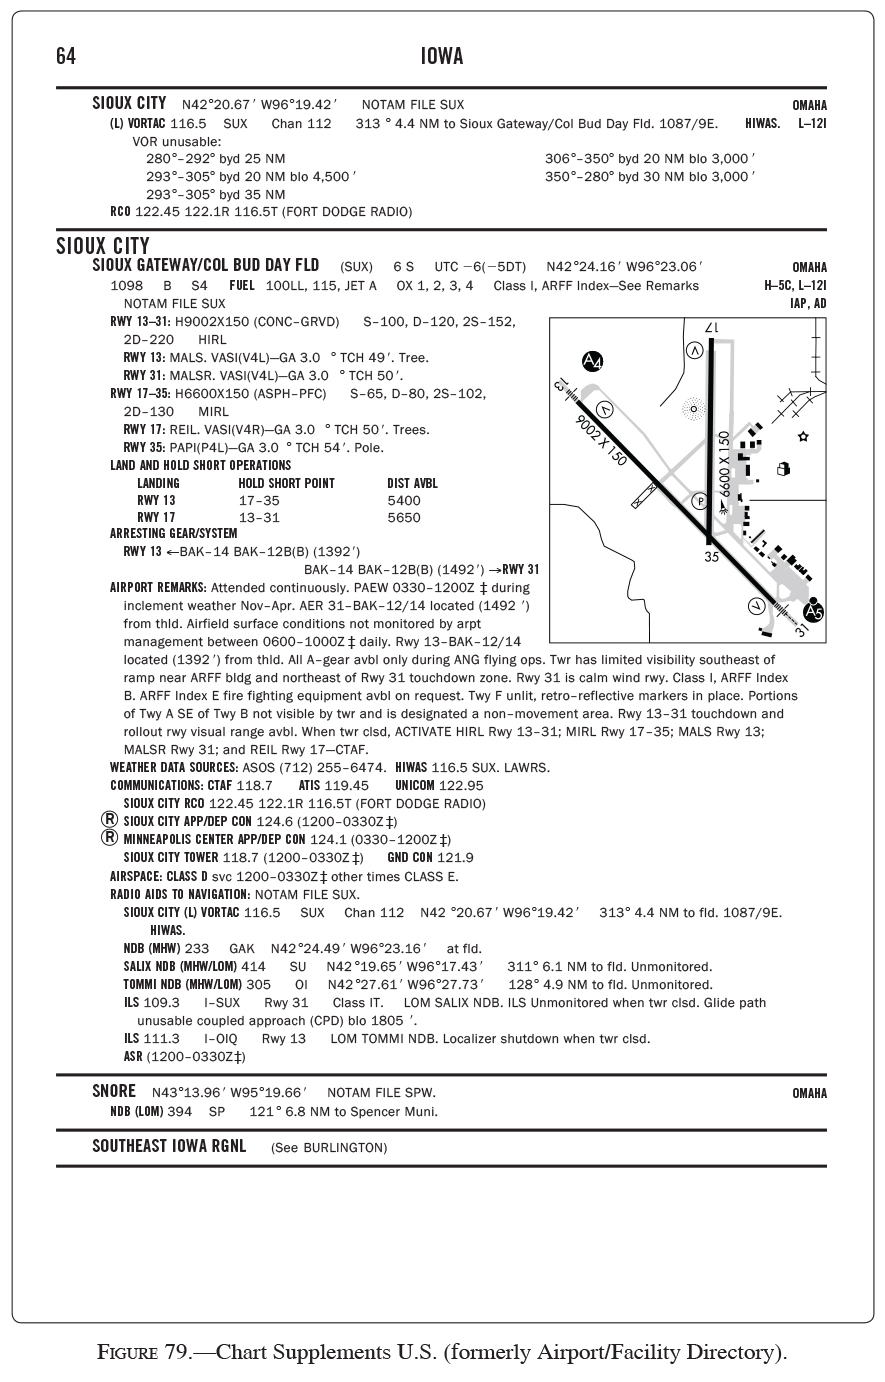 64
IOWA
SIOUX CITY N42°20.67′ W96°19.42′ NOTAM FILE SUX OMAHA
(L) VORTAC 116.5 SUX Chan 112 313 ° 4.4 NM to Sioux Gateway/Col Bud Day Fld. 1087/9E. HIWAS. L–12I
VOR unusable:
280°–292° byd 25 NM 306°–350° byd 20 NM blo 3,000 ′
293°–305° byd 20 NM blo 4,500 ′ 350°–280° byd 30 NM blo 3,000 ′
293°–305° byd 35 NM
RCO 122.45 122.1R 116.5T (FORT DODGE RADIO)
SIOUX CITY
SIOUX GATEWAY/COL BUD DAY FLD (SUX) 6 S UTC −6(−5DT) N42°24.16′ W96°23.06′ OMAHA
1098 B S4 FUEL 100LL, 115, JET A OX 1, 2, 3, 4 Class I, ARFF Index—See Remarks H–5C, L–12I
NOTAM FILE SUX IAP, AD
RWY 13–31: H9002X150 (CONC–GRVD) S–100, D–120, 2S–152,
2D–220 HIRL
RWY 13: MALS. VASI(V4L)—GA 3.0 ° TCH 49′. Tree.
RWY 31: MALSR. VASI(V4L)—GA 3.0 ° TCH 50′.
RWY 17–35: H6600X150 (ASPH–PFC) S–65, D–80, 2S–102,
2D–130 MIRL
RWY 17: REIL. VASI(V4R)—GA 3.0 ° TCH 50′. Trees.
RWY 35: PAPI(P4L)—GA 3.0 ° TCH 54′. Pole.
LAND AND HOLD SHORT OPERATIONS
LANDING HOLD SHORT POINT DIST AVBL
RWY 13 17–35 5400
RWY 17 13–31 5650
ARRESTING GEAR/SYSTEM
RWY 13 ←BAK–14 BAK–12B(B) (1392′)
BAK–14 BAK–12B(B) (1492′) →RWY 31
17
A4
V
13
V
9002 X 150
6600 X 150
P
35
V
A5
31
AIRPORT REMARKS: Attended continuously. PAEW 0330–1200Z ‡ during
inclement weather Nov–Apr. AER 31–BAK–12/14 located (1492 ′)
from thld. Airfield surface conditions not monitored by arpt
management between 0600–1000Z‡ daily. Rwy 13–BAK–12/14
located (1392′) from thld. All A–gear avbl only during ANG flying ops. Twr has limited visibility southeast of
ramp near ARFF bldg and northeast of Rwy 31 touchdown zone. Rwy 31 is calm wind rwy. Class I, ARFF Index
B. ARFF Index E fire fighting equipment avbl on request. Twy F unlit, retro–reflective markers in place. Portions
of Twy A SE of Twy B not visible by twr and is designated a non–movement area. Rwy 13–31 touchdown and
rollout rwy visual range avbl. When twr clsd, ACTIVATE HIRL Rwy 13–31; MIRL Rwy 17–35; MALS Rwy 13;
MALSR Rwy 31; and REIL Rwy 17—CTAF.
WEATHER DATA SOURCES: ASOS (712) 255–6474. HIWAS 116.5 SUX. LAWRS.
COMMUNICATIONS: CTAF 118.7 ATIS 119.45 UNICOM 122.95
SIOUX CITY RCO 122.45 122.1R 116.5T (FORT DODGE RADIO)
Ⓡ SIOUX CITY APP/DEP CON 124.6 (1200–0330Z‡)
Ⓡ MINNEAPOLIS CENTER APP/DEP CON 124.1 (0330–1200Z‡)
SIOUX CITY TOWER 118.7 (1200–0330Z‡) GND CON 121.9
AIRSPACE: CLASS D svc 1200–0330Z‡ other times CLASS E.
RADIO AIDS TO NAVIGATION: NOTAM FILE SUX.
SIOUX CITY (L) VORTAC 116.5 SUX Chan 112 N42 °20.67′ W96°19.42′ 313° 4.4 NM to fld. 1087/9E.
HIWAS.
NDB (MHW) 233 GAK N42°24.49′ W96°23.16′ at fld.
SALIX NDB (MHW/LOM) 414 SU N42°19.65′ W96°17.43′ 311° 6.1 NM to fld. Unmonitored.
TOMMI NDB (MHW/LOM) 305 OI N42°27.61′ W96°27.73′ 128° 4.9 NM to fld. Unmonitored.
ILS 109.3 I–SUX Rwy 31 Class IT. LOM SALIX NDB. ILS Unmonitored when twr clsd. Glide path
unusable coupled approach (CPD) blo 1805 ′.
ILS 111.3 I–OIQ Rwy 13 LOM TOMMI NDB. Localizer shutdown when twr clsd.
ASR (1200–0330Z‡)
SNORE N43°13.96′ W95°19.66′ NOTAM FILE SPW. OMAHA
NDB (LOM) 394 SP 121° 6.8 NM to Spencer Muni.
SOUTHEAST IOWA RGNL (See BURLINGTON)
FIGURE 79.—Chart Supplements U.S. (formerly Airport/Facility Directory).